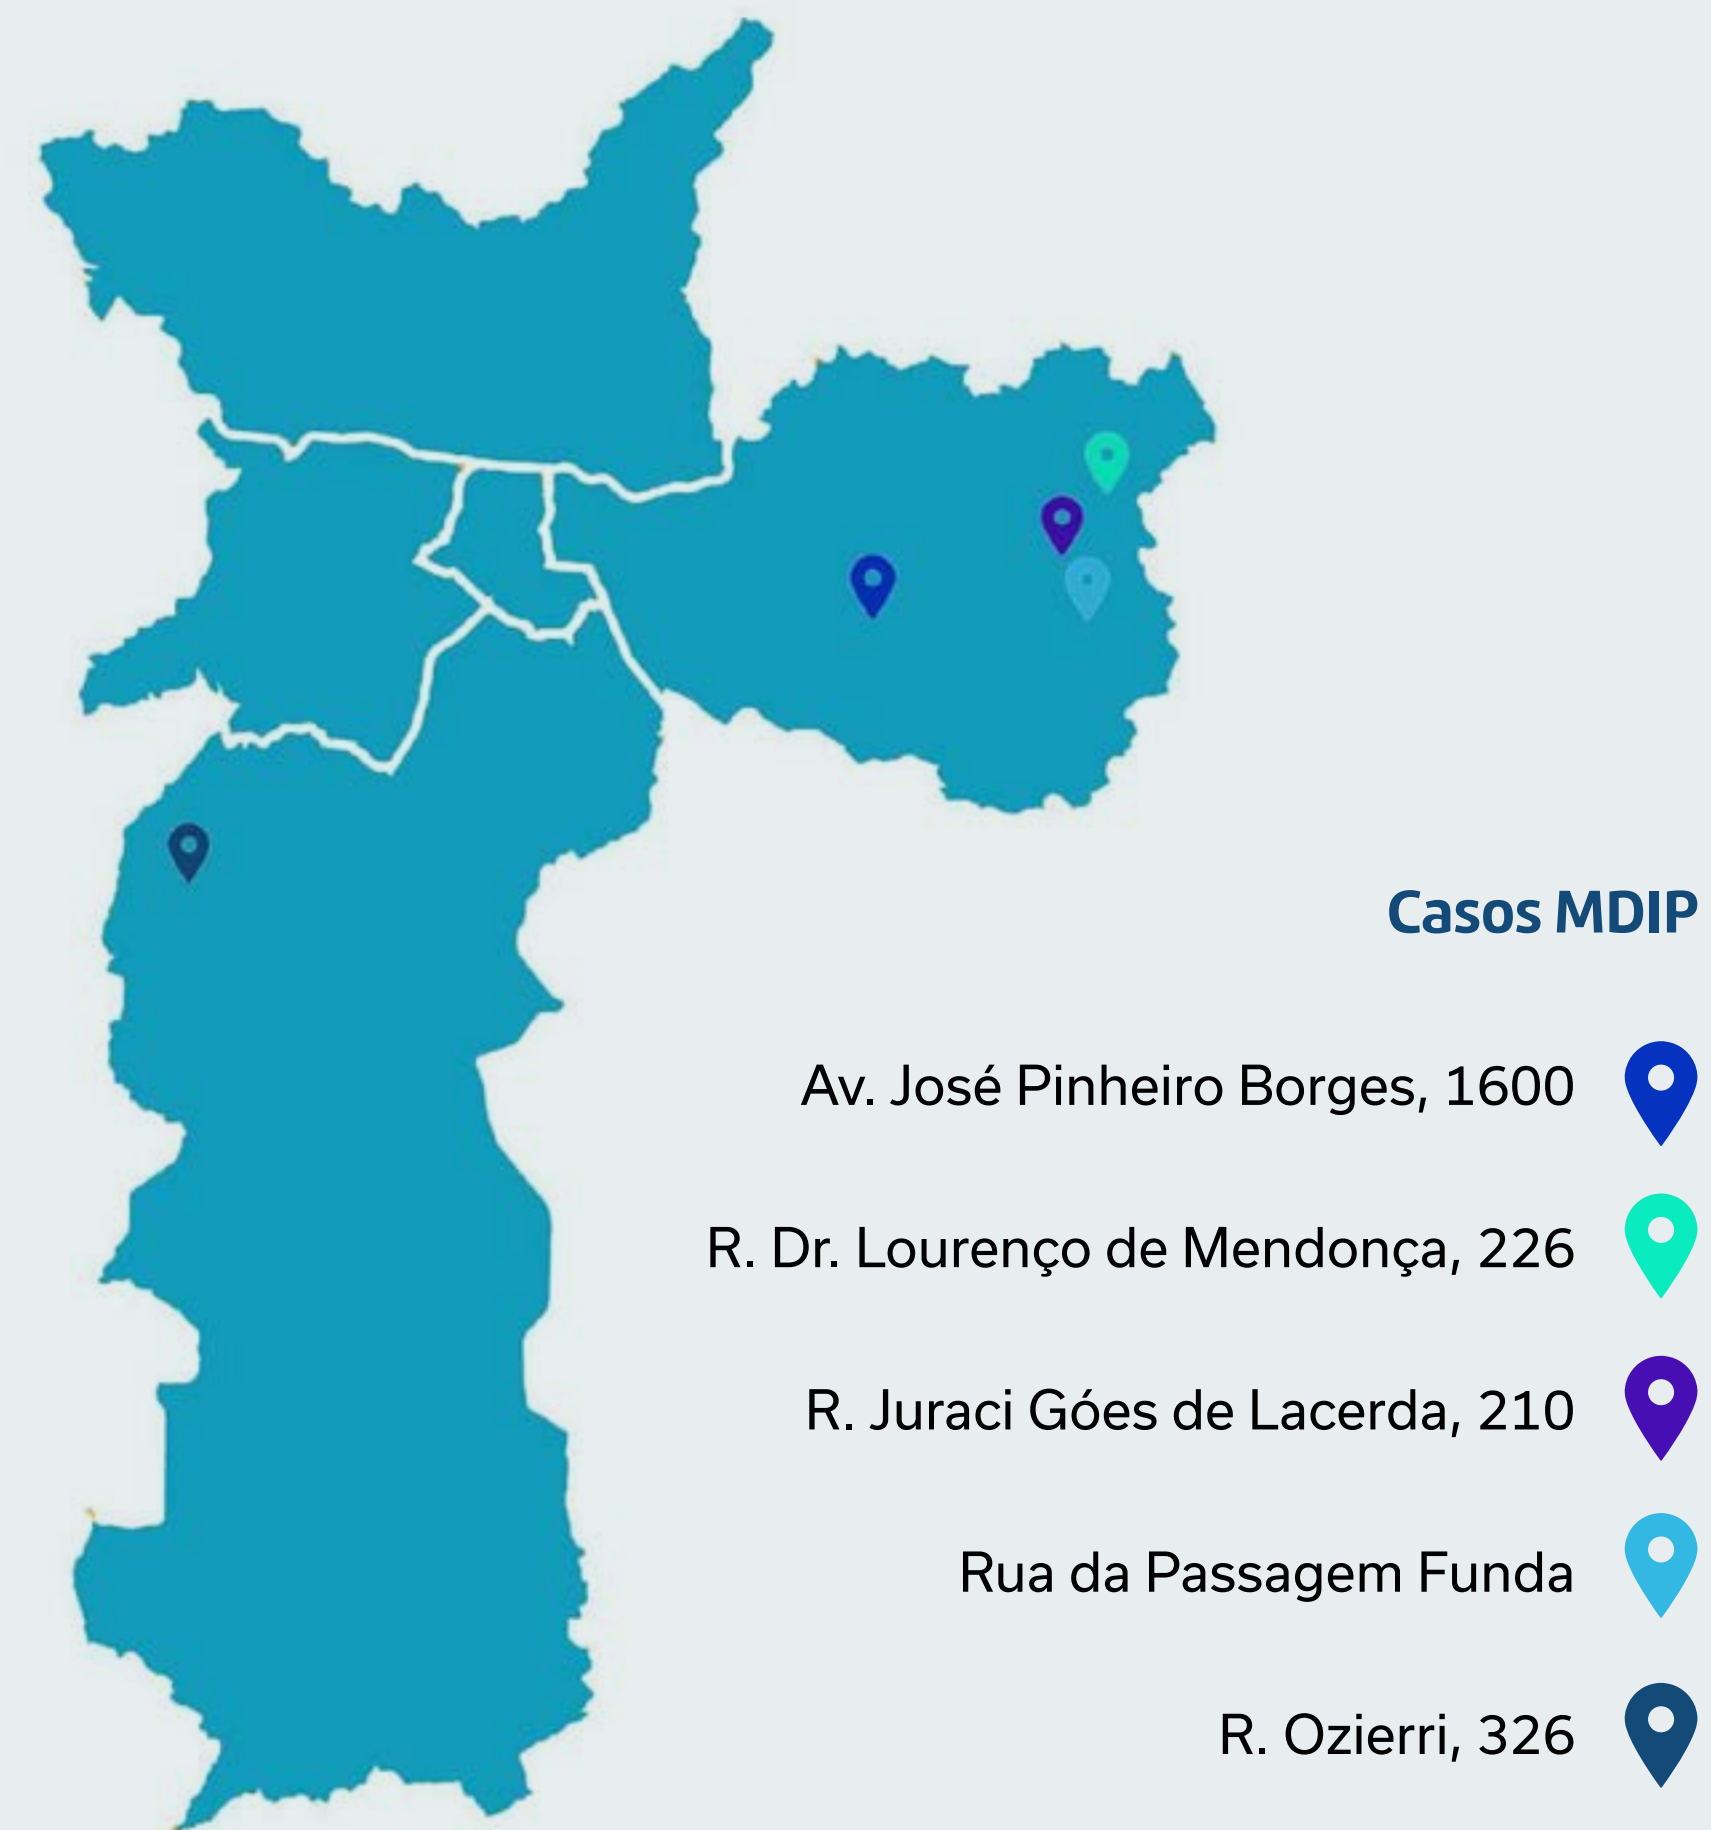 Casos MDIP
Av. José Pinheiro Borges, 1600
R. Dr. Lourenço de Mendonça, 226
R. Juraci Góes de Lacerda, 210
Rua da Passagem Funda
R. Ozierri, 326